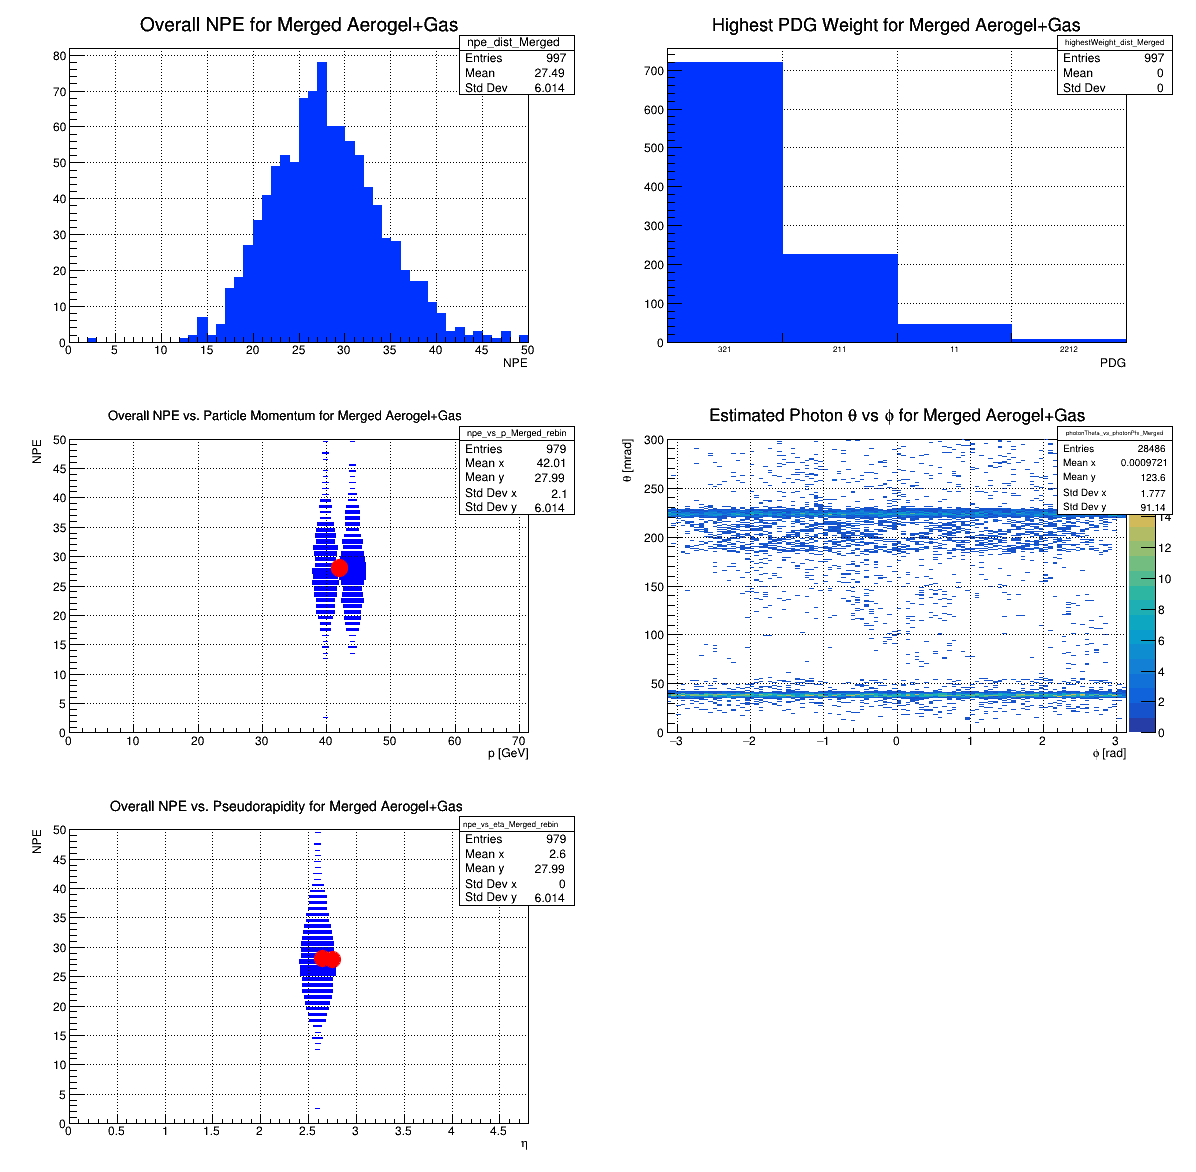 Overall NPE for Merged Aerogel+Gas
npe_dist_Merged
Entries 997
Mean 27.49
Std Dev 6.014
80
70
60
50
40
30
20
10
0
0 5 10 15 20 25 30 35 40 45 50
NPE
Highest PDG Weight for Merged Aerogel+Gas
highestWeight_dist_Merged
Entries 997
Mean 0
Std Dev 0
700
600
500
400
300
200
100
0
321 211 11 2212
PDG
Overall NPE vs. Particle Momentum for Merged Aerogel+Gas
npe_vs_p_Merged_rebin
Entries 979
Mean x 42.01
Mean y 27.99
Std Dev x 2.1
Std Dev y 6.014
NPE
50
45
40
35
30
25
20
15
10
5
0
0 10 20 30 40 50 60 70
p [GeV]
Estimated Photon θ vs ϕ for Merged Aerogel+Gas
photonTheta_vs_photonPhi_Merged
Entries 28486
Mean x 0.0009721
Mean y 123.6
Std Dev x 1.777
Std Dev y 91.14
θ [mrad]
300
250
200
150
100
50
0
−3 −2 −1 0 1 2 3
ϕ [rad]
14
12
10
8
6
4
2
0
Overall NPE vs. Pseudorapidity for Merged Aerogel+Gas
npe_vs_eta_Merged_rebin
Entries 979
Mean x 2.6
Mean y 27.99
Std Dev x 0
Std Dev y 6.014
NPE
50
45
40
35
30
25
20
15
10
5
0
0 0.5 1 1.5 2 2.5 3 3.5 4 4.5
η